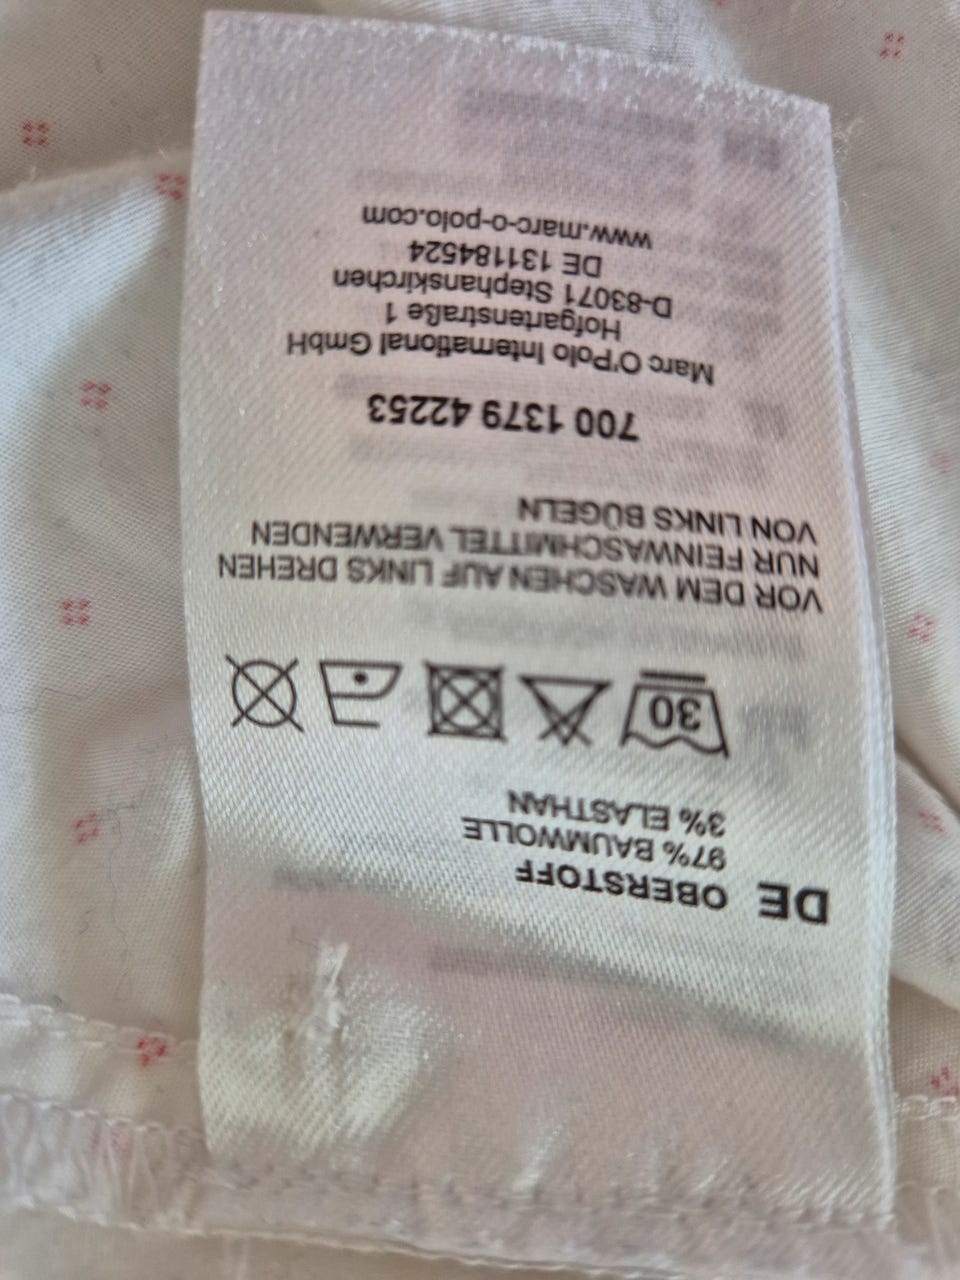 DE OBERSTOFF
97% BAUMWOLLE
3% ELASTHAN
30
VOR DEM WASCHEN AUF LINKS DREHEN
NUR FEINWASCHMITTEL VERWENDEN
VON LINKS BÜGELN
700 1379 42253
Marc O'Polo International GmbH
Hofgartenstraße 1
D-83071 Stephanskirchen
DE 131184524
www.marc-o-polo.com